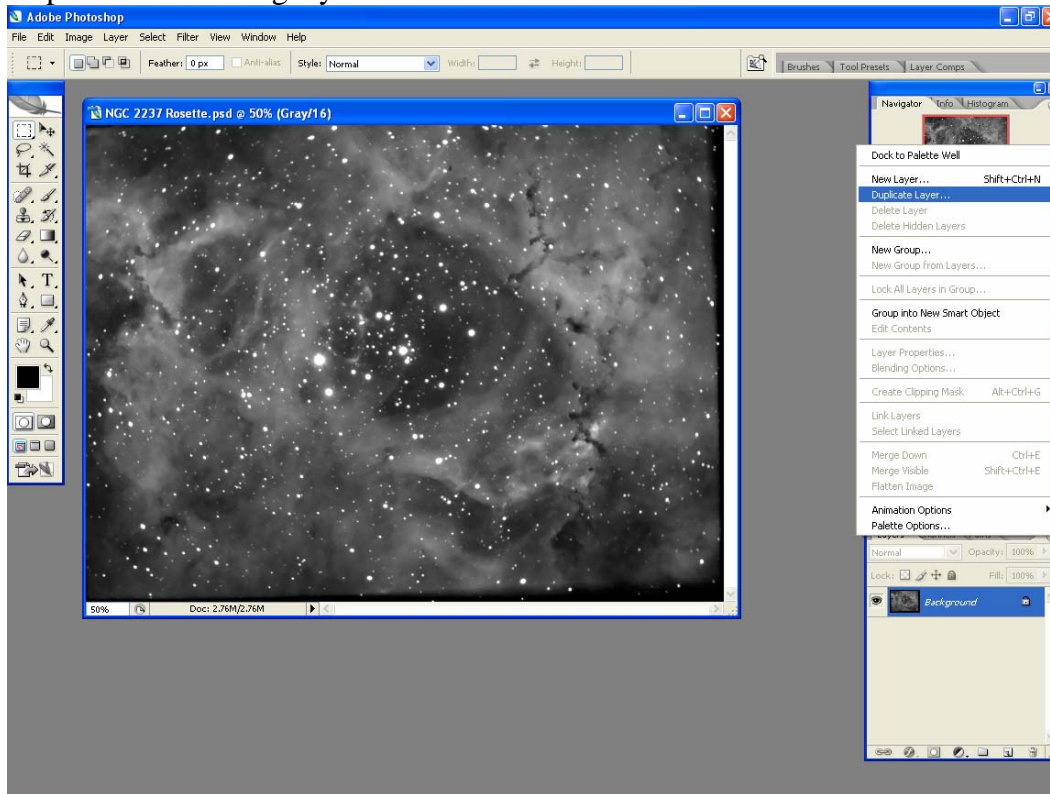 Adobe Photoshop
File Edit Image Layer Select Filter View Window Help
Feather: 0 px Anti-alias Style: Normal Width: Height: Brushes Tool Presets Layer Comps
NGC 2237 Rosette.psd @ 50% (Gray/16)
Navigator Info Histogram
Dock to Palette Well
New Layer... Shift+Ctrl+N
Duplicate Layer...
Delete Layer
Delete Hidden Layers
New Group...
New Group from Layers...
Lock All Layers in Group...
Group into New Smart Object
Edit Contents
Layer Properties...
Blending Options...
Create Clipping Mask Alt+Ctrl+G
Link Layers
Select Linked Layers
Merge Down Ctrl+E
Merge Visible Shift+Ctrl+E
Flatten Image
Animation Options
Palette Options...
Normal Opacity: 100%
Lock: Fill: 100%
Background
50% Doc: 2.76M/2.76M